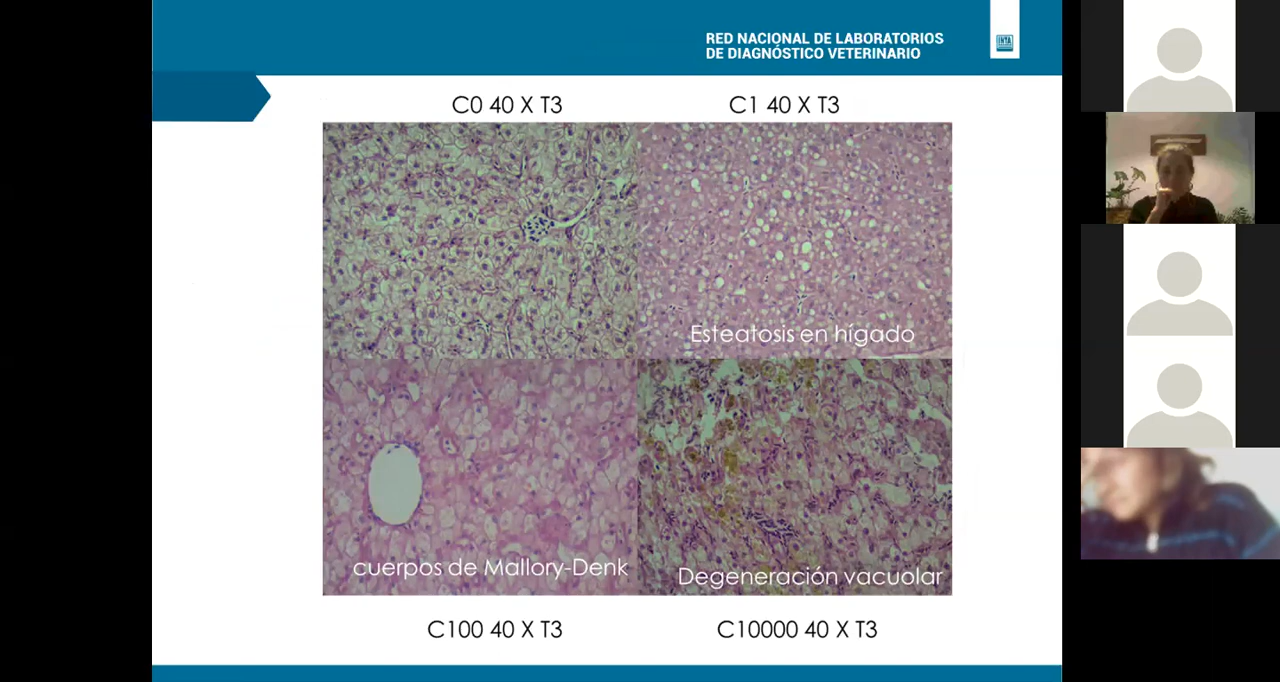 RED NACIONAL DE LABORATORIOS
DE DIAGNÓSTICO VETERINARIO
INTA
C0 40 X T3
C1 40 X T3
Esteatosis en hígado
cuerpos de Mallory-Denk
Degeneración vacuolar
C100 40 X T3
C10000 40 X T3